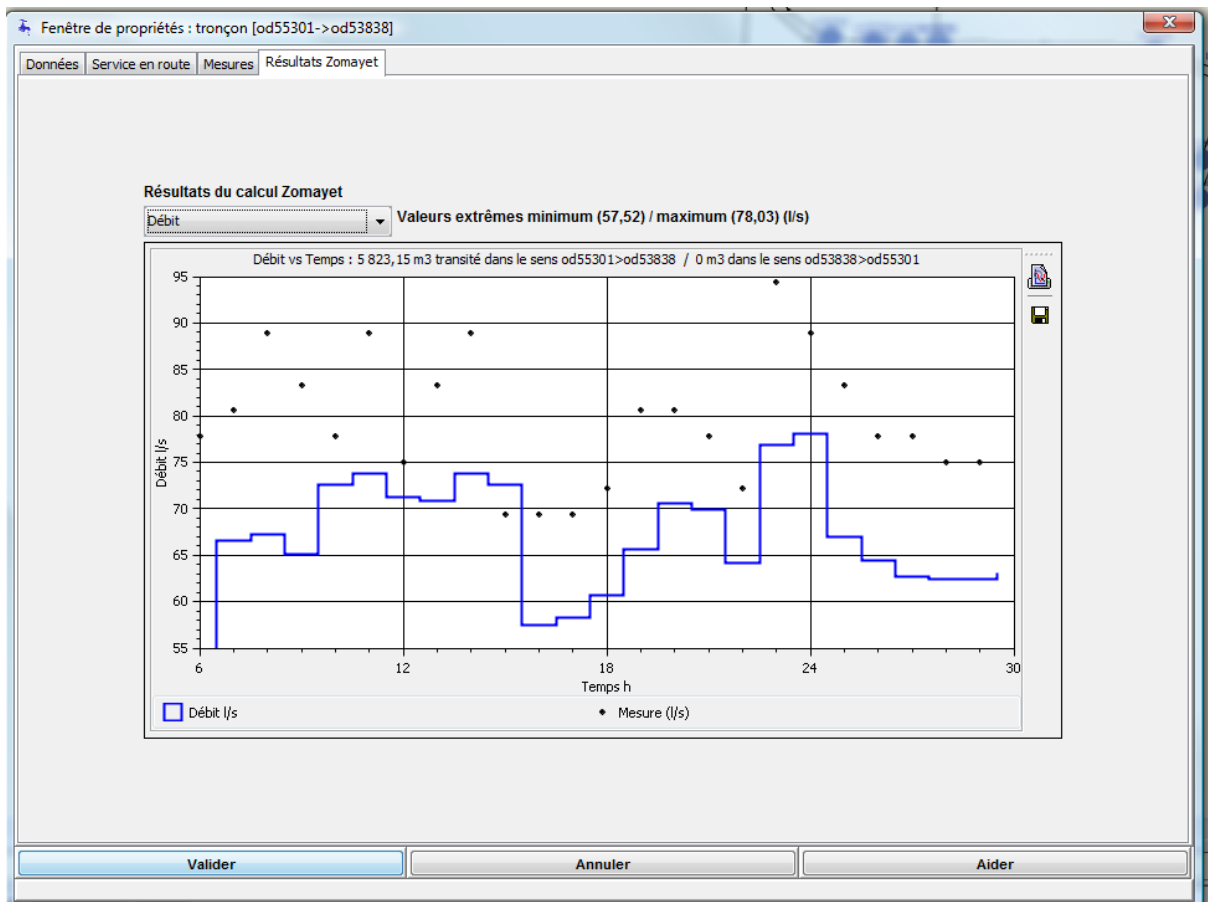 Fenêtre de propriétés : tronçon [od55301->od53838]
Données Service en route Mesures Résultats Zomayet
Résultats du calcul Zomayet
Débit Valeurs extrêmes minimum (57,52) / maximum (78,03) (l/s)
Débit vs Temps : 5 823,15 m3 transité dans le sens od55301>od53838 / 0 m3 dans le sens od53838>od55301
95
90
85
80
75
70
65
60
55
Débit l/s
6 12 18 24 30
Temps h
Débit l/s Mesure (l/s)
Valider Annuler Aider